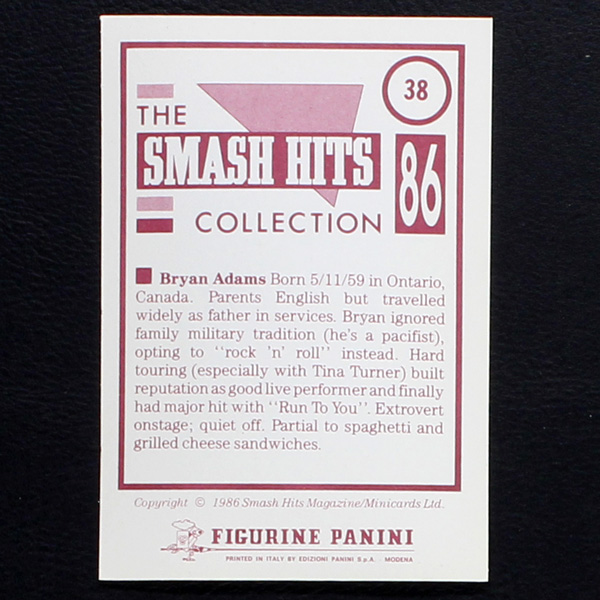 38
THE
SMASH HITS
86
COLLECTION
Bryan Adams Born 5/11/59 in Ontario,
Canada. Parents English but travelled
widely as father in services. Bryan ignored
family military tradition (he's a pacifist),
opting to "rock 'n' roll" instead. Hard
touring (especially with Tina Turner) built
reputation as good live performer and finally
had major hit with "Run To You". Extrovert
onstage; quiet off. Partial to spaghetti and
grilled cheese sandwiches.
Copyright © 1986 Smash Hits Magazine/Minicards Ltd.
FIGURINE PANINI
PRINTED IN ITALY BY EDIZIONI PANINI S.p.A. - MODENA